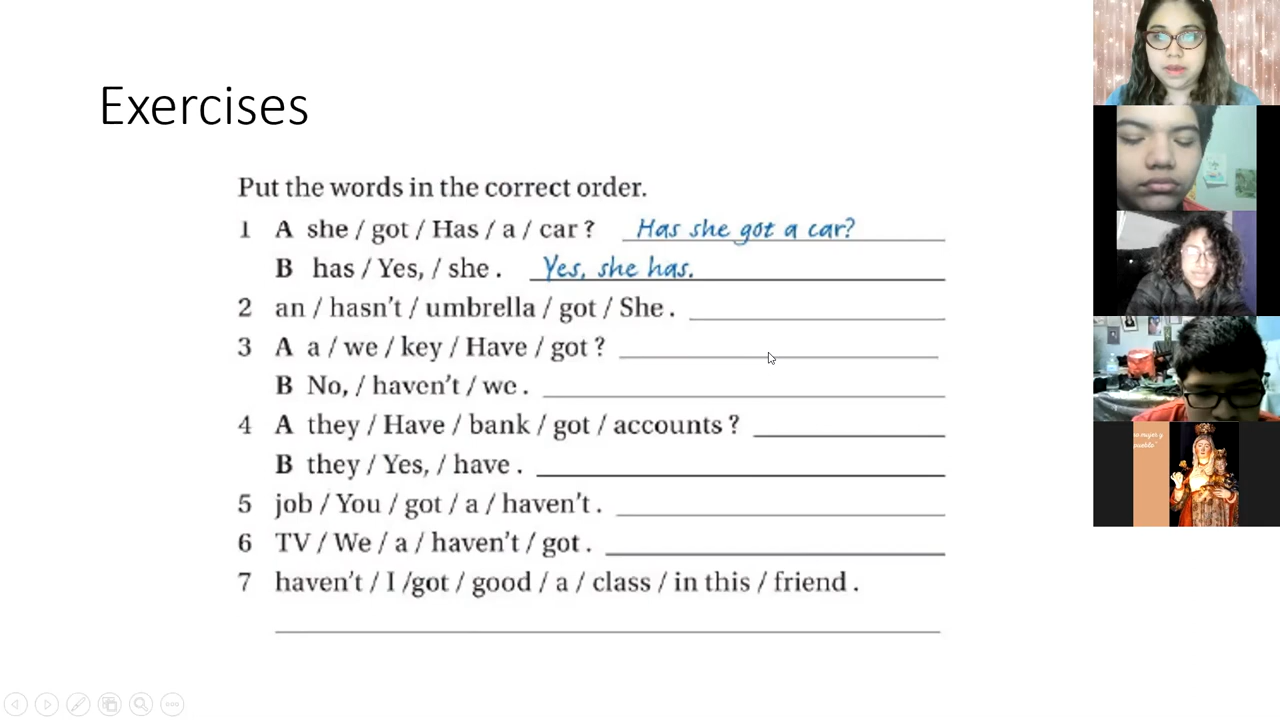 Exercises
Put the words in the correct order.
1 A she / got / Has / a / car ? Has she got a car?
B has / Yes, / she . Yes, she has.
2 an / hasn't / umbrella / got / She .
3 A a / we / key / Have / got ?
B No, / haven't / we .
4 A they / Have / bank / got / accounts ?
B they / Yes, / have .
5 job / You / got / a / haven't .
6 TV / We / a / haven't / got .
7 haven't / I /got / good / a / class / in this / friend .
mujer y
pueblo"